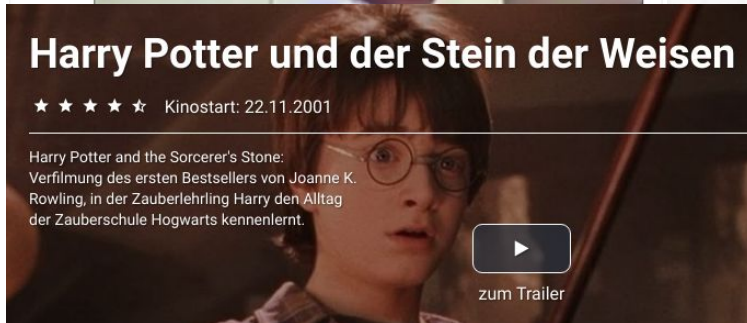 Harry Potter und der Stein der Weisen
Kinostart: 22.11.2001
Harry Potter and the Sorcerer's Stone:
Verfilmung des ersten Bestsellers von Joanne K.
Rowling, in der Zauberlehrling Harry den Alltag
der Zauberschule Hogwarts kennenlernt.
zum Trailer